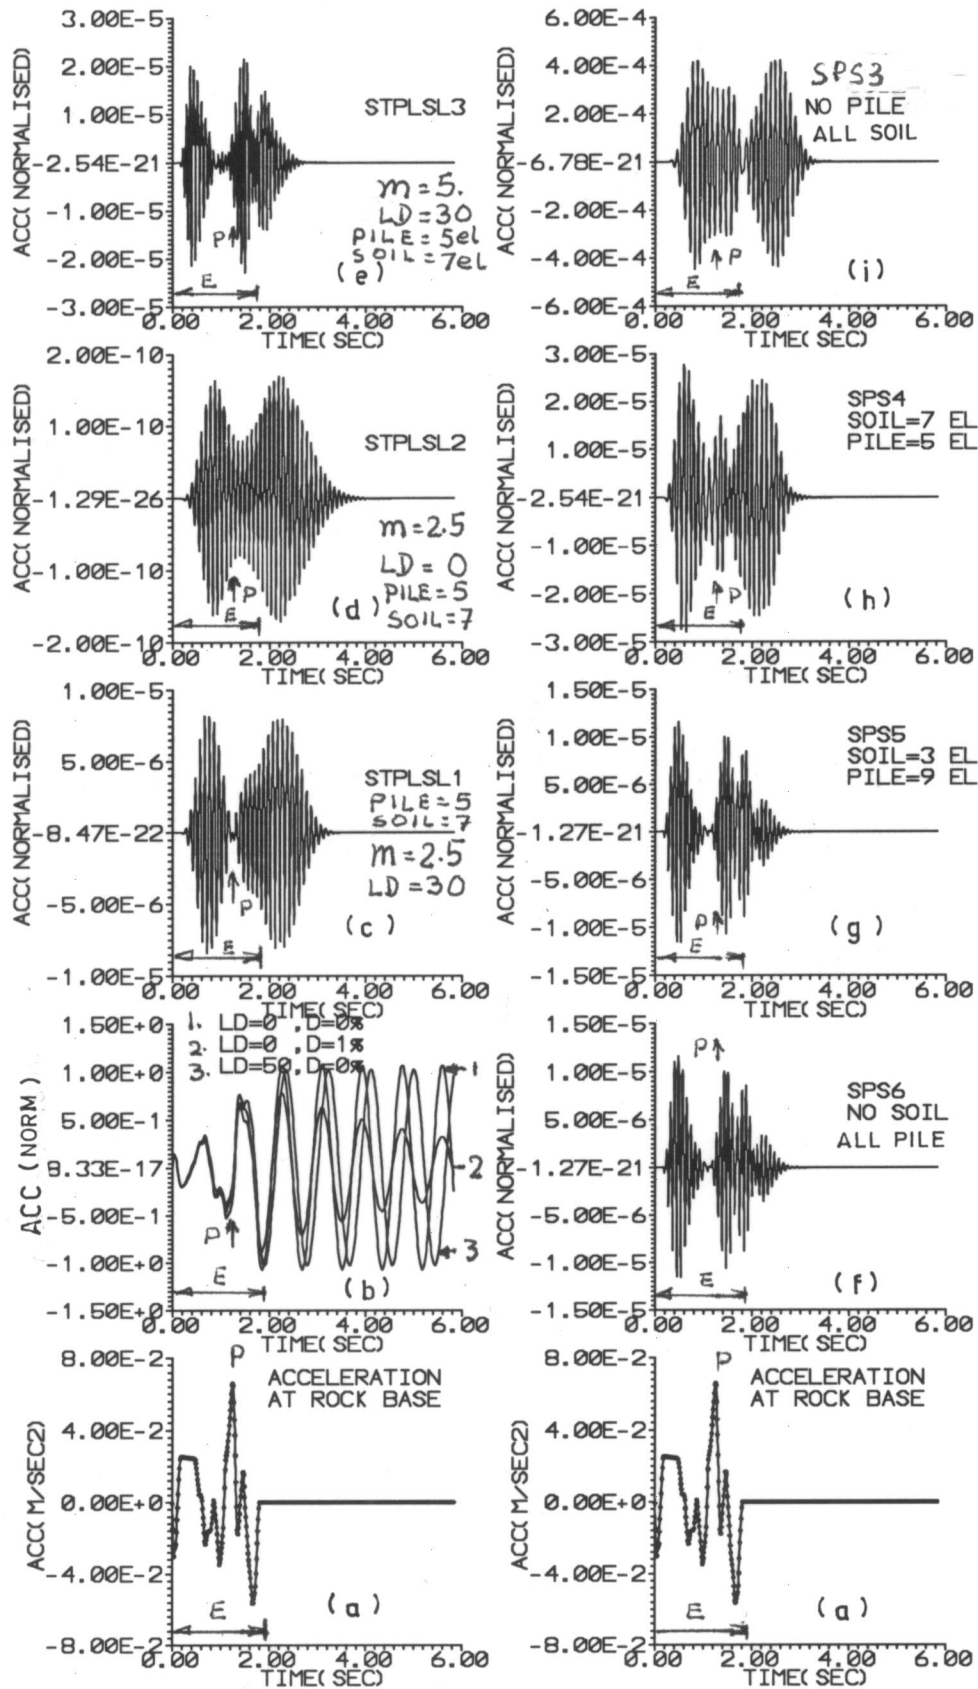 3.00E-5
2.00E-5
1.00E-5
-2.54E-21
-1.00E-5
-2.00E-5
-3.00E-5
ACC(NORMALISED)
STPLSL3
m=5.
LD=30
PILE=5el
SOIL=7el
P
E
(e)
0.00 2.00 4.00 6.00
TIME(SEC)
6.00E-4
4.00E-4
2.00E-4
-6.78E-21
-2.00E-4
-4.00E-4
-6.00E-4
ACC(NORMALISED)
SPS3
NO PILE
ALL SOIL
P
E
(i)
0.00 2.00 4.00 6.00
TIME(SEC)
2.00E-10
1.00E-10
-1.29E-26
-1.00E-10
-2.00E-10
ACC(NORMALISED)
STPLSL2
m=2.5
LD=0
PILE=5
SOIL=7
P
E
(d)
0.00 2.00 4.00 6.00
TIME(SEC)
3.00E-5
2.00E-5
1.00E-5
-2.54E-21
-1.00E-5
-2.00E-5
-3.00E-5
ACC(NORMALISED)
SPS4
SOIL=7 EL
PILE=5 EL
P
E
(h)
0.00 2.00 4.00 6.00
TIME(SEC)
1.00E-5
5.00E-6
-8.47E-22
-5.00E-6
-1.00E-5
ACC(NORMALISED)
STPLSL1
PILE=5
SOIL=7
m=2.5
LD=30
P
E
(c)
0.00 2.00 4.00 6.00
TIME(SEC)
1.50E-5
1.00E-5
5.00E-6
-1.27E-21
-5.00E-6
-1.00E-5
-1.50E-5
ACC(NORMALISED)
SPS5
SOIL=3 EL
PILE=9 EL
P
E
(g)
0.00 2.00 4.00 6.00
TIME(SEC)
1.50E+0
1.00E+0
5.00E-1
8.33E-17
-5.00E-1
-1.00E+0
-1.50E+0
ACC (NORM)
1. LD=0 ,D=0%
2. LD=0 ,D=1%
3. LD=50,D=0%
1
2
3
P
E
(b)
0.00 2.00 4.00 6.00
TIME(SEC)
1.50E-5
1.00E-5
5.00E-6
-1.27E-21
-5.00E-6
-1.00E-5
-1.50E-5
ACC(NORMALISED)
P
SPS6
NO SOIL
ALL PILE
E
(f)
0.00 2.00 4.00 6.00
TIME(SEC)
8.00E-2
4.00E-2
0.00E+0
-4.00E-2
-8.00E-2
ACC(M/SEC2)
P
ACCELERATION
AT ROCK BASE
E
(a)
0.00 2.00 4.00 6.00
TIME(SEC)
8.00E-2
4.00E-2
0.00E+0
-4.00E-2
-8.00E-2
ACC(M/SEC2)
P
ACCELERATION
AT ROCK BASE
E
(a)
0.00 2.00 4.00 6.00
TIME(SEC)